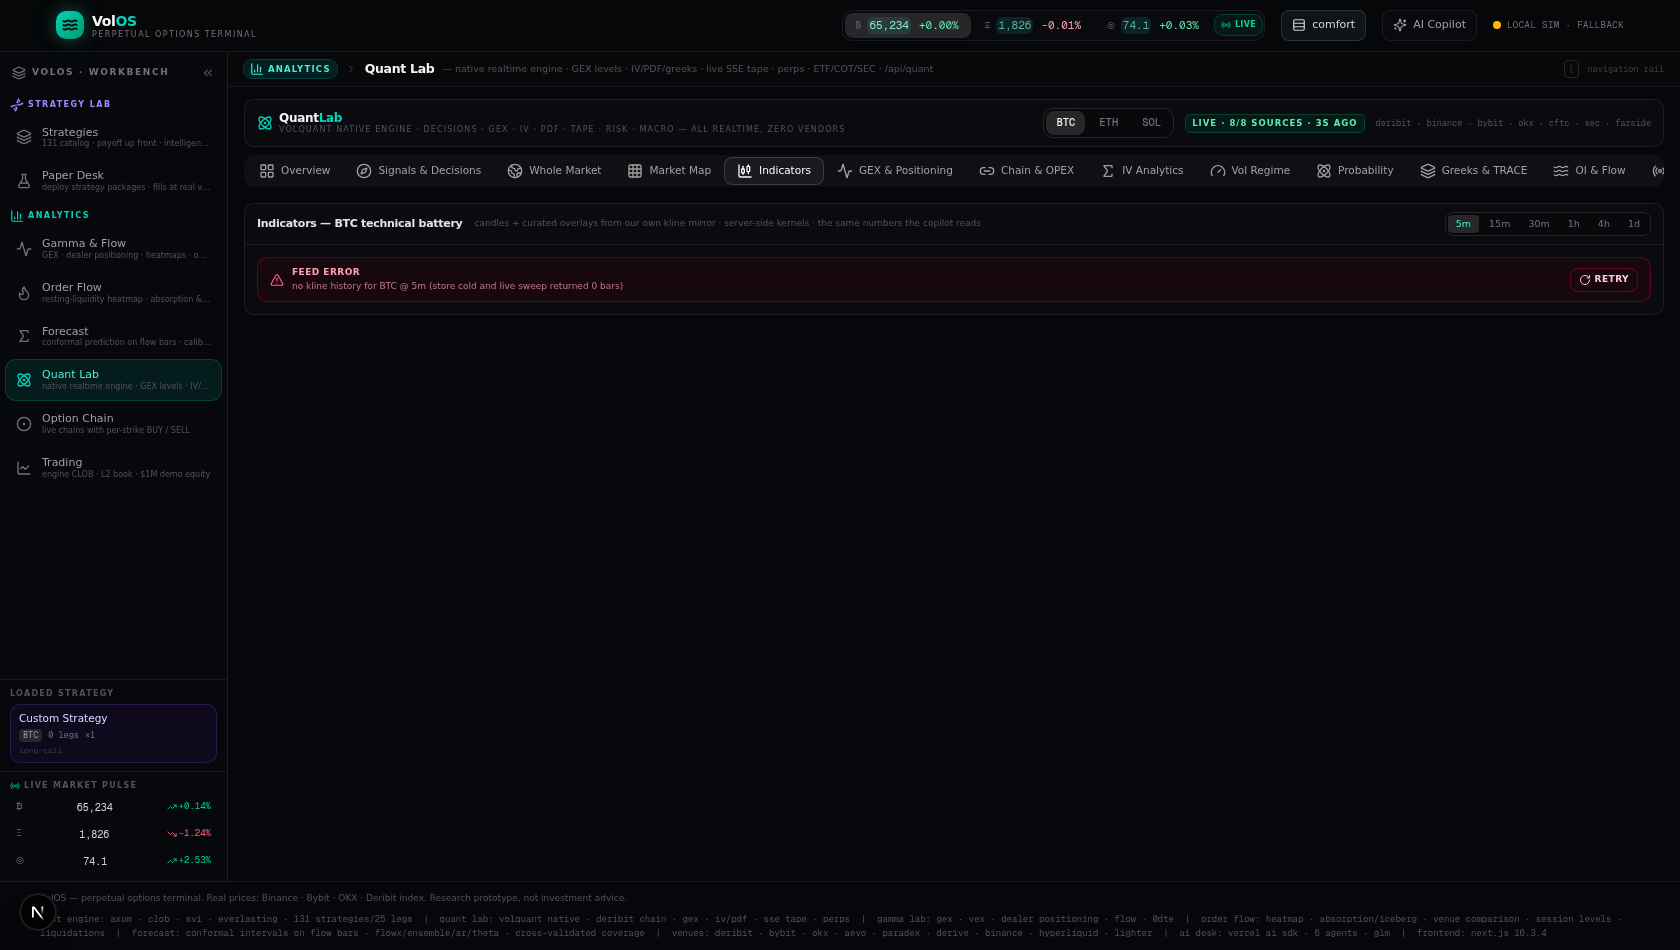 VolOS
PERPETUAL OPTIONS TERMINAL
65,234 +0.00%
1,826 -0.01%
74.1 +0.03%
LIVE
comfort
AI Copilot
LOCAL SIM · FALLBACK
VOLOS · WORKBENCH
STRATEGY LAB
Strategies
131 catalog · payoff up front · intelligen...
Paper Desk
deploy strategy packages · fills at real v...
ANALYTICS
Gamma & Flow
GEX · dealer positioning · heatmaps · o...
Order Flow
resting-liquidity heatmap · absorption &...
Forecast
conformal prediction on flow bars · calib...
Quant Lab
native realtime engine · GEX levels · IV/...
Option Chain
live chains with per-strike BUY / SELL
Trading
engine CLOB · L2 book · $1M demo equity
LOADED STRATEGY
Custom Strategy
BTC 0 legs ×1
long-call
LIVE MARKET PULSE
₿ 65,234 +0.14%
Ξ 1,826 -1.24%
◎ 74.1 +2.53%
ANALYTICS › Quant Lab — native realtime engine · GEX levels · IV/PDF/greeks · live SSE tape · perps · ETF/COT/SEC · /api/quant
[ navigation rail
QuantLab
VOLQUANT NATIVE ENGINE · DECISIONS · GEX · IV · PDF · TAPE · RISK · MACRO — ALL REALTIME, ZERO VENDORS
BTC ETH SOL
LIVE · 8/8 SOURCES · 3S AGO
deribit · binance · bybit · okx · cftc · sec · farside
Overview
Signals & Decisions
Whole Market
Market Map
Indicators
GEX & Positioning
Chain & OPEX
IV Analytics
Vol Regime
Probability
Greeks & TRACE
OI & Flow
Indicators — BTC technical battery
candles + curated overlays from our own kline mirror · server-side kernels · the same numbers the copilot reads
5m 15m 30m 1h 4h 1d
FEED ERROR
no kline history for BTC @ 5m (store cold and live sweep returned 0 bars)
RETRY
OS — perpetual options terminal. Real prices: Binance · Bybit · OKX · Deribit index. Research prototype, not investment advice.
t engine: axum · clob · svi · everlasting · 131 strategies/25 legs | quant lab: volquant native · deribit chain · gex · iv/pdf · sse tape · perps | gamma lab: gex · vex · dealer positioning · flow · 0dte | order flow: heatmap · absorption/iceberg · venue comparison · session levels ·
liquidations | forecast: conformal intervals on flow bars · flowx/ensemble/ar/theta · cross-validated coverage | venues: deribit · bybit · okx · aevo · paradex · derive · binance · hyperliquid · lighter | ai desk: vercel ai sdk · 6 agents · glm | frontend: next.js 16.3.4
N